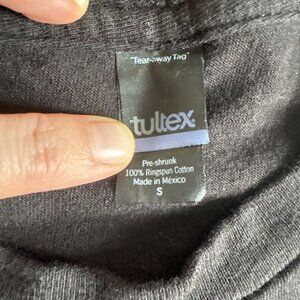 "Tear-away Tag"
tultex
Pre-shrunk
100% Ringspun Cotton
Made in México
S